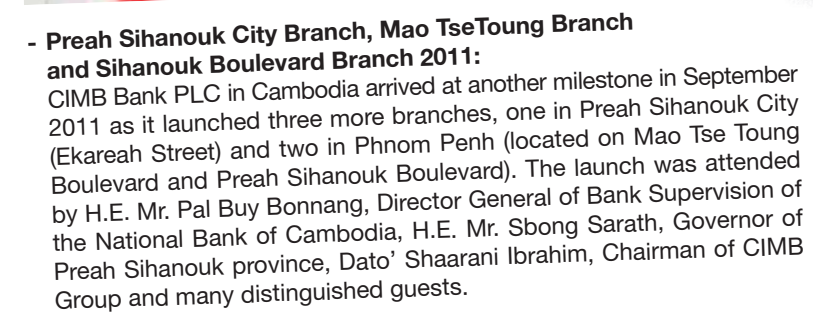 - Preah Sihanouk City Branch, Mao TseToung Branch
and Sihanouk Boulevard Branch 2011:
CIMB Bank PLC in Cambodia arrived at another milestone in September
2011 as it launched three more branches, one in Preah Sihanouk City
(Ekareah Street) and two in Phnom Penh (located on Mao Tse Toung
Boulevard and Preah Sihanouk Boulevard). The launch was attended
by H.E. Mr. Pal Buy Bonnang, Director General of Bank Supervision of
the National Bank of Cambodia, H.E. Mr. Sbong Sarath, Governor of
Preah Sihanouk province, Dato’ Shaarani Ibrahim, Chairman of CIMB
Group and many distinguished guests.